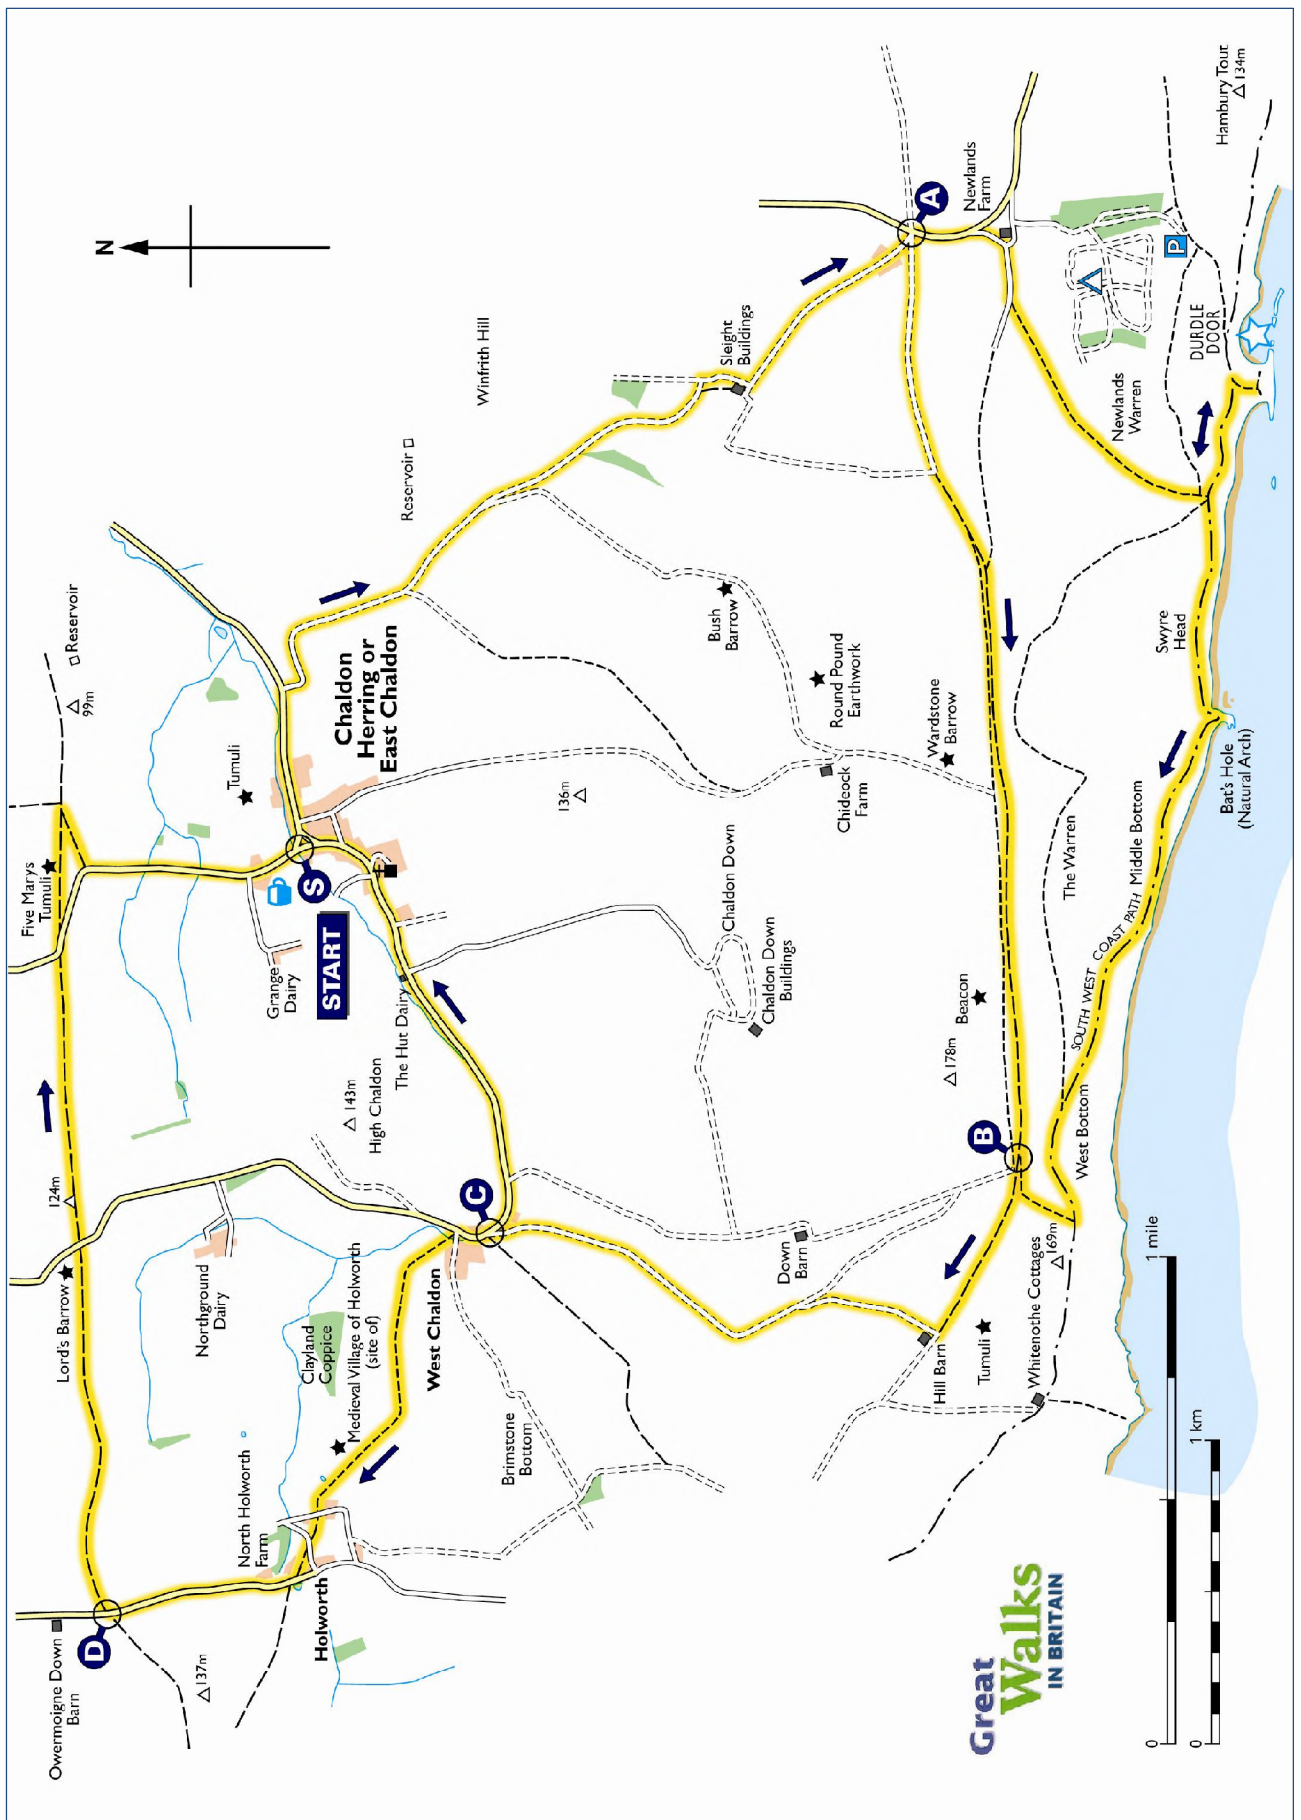 Owermoigne Down
Barn
D
137m
Lord's Barrow
124m
Five Marys
Tumuli
99m
Reservoir
N
North Holworth
Farm
Holworth
Northground
Dairy
Clayland
Coppice
Medieval Village of Holworth
(site of)
143m
High Chaldon
Grange
Dairy
START
S
Tumuli
The Hut Dairy
Chaldon
Herring or
East Chaldon
Reservoir
Winfrith Hill
West Chaldon
C
Brimstone
Bottom
136m
Sleight
Buildings
Bush
Barrow
Round Pound
Earthwork
Chaldon Down
Chaldon Down
Buildings
Down
Barn
Chideock
Farm
Wardstone
Barrow
A
Newlands
Farm
Hill Barn
Tumuli
178m
Beacon
B
Whitenothe Cottages
169m
West Bottom
The Warren
SOUTH WEST COAST PATH
Middle Bottom
Newlands
Warren
P
DURDLE
DOOR
Hambury Tout
134m
Swyre
Head
Bat's Hole
(Natural Arch)
Great
Walks
IN BRITAIN
0
1 mile
0
1 km